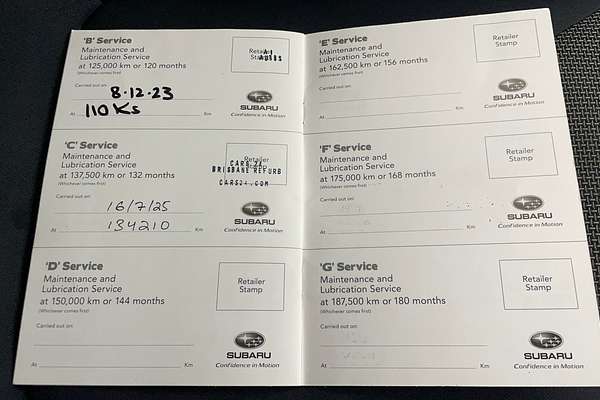 'B' Service
Maintenance and
Lubrication Service
at 125,000 km or 120 months
(Whichever comes first)
Retailer
Stamp
Carried out on:
8.12.23
At 110 Ks Km
SUBARU
Confidence in Motion
'C' Service
Maintenance and
Lubrication Service
at 137,500 km or 132 months
(Whichever comes first)
Retailer
CARS24
BRISBANE REFURB
CARS24.COM
Carried out on:
16/7/25
At 134210 Km
SUBARU
Confidence in Motion
'D' Service
Maintenance and
Lubrication Service
at 150,000 km or 144 months
(Whichever comes first)
Retailer
Stamp
Carried out on:
At Km
SUBARU
Confidence in Motion
'E' Service
Maintenance and
Lubrication Service
at 162,500 km or 156 months
(Whichever comes first)
Retailer
Stamp
Carried out on:
At Km
SUBARU
Confidence in Motion
'F' Service
Maintenance and
Lubrication Service
at 175,000 km or 168 months
(Whichever comes first)
Retailer
Stamp
Carried out on:
At Km
SUBARU
Confidence in Motion
'G' Service
Maintenance and
Lubrication Service
at 187,500 km or 180 months
(Whichever comes first)
Retailer
Stamp
Carried out on:
At Km
SUBARU
Confidence in Motion